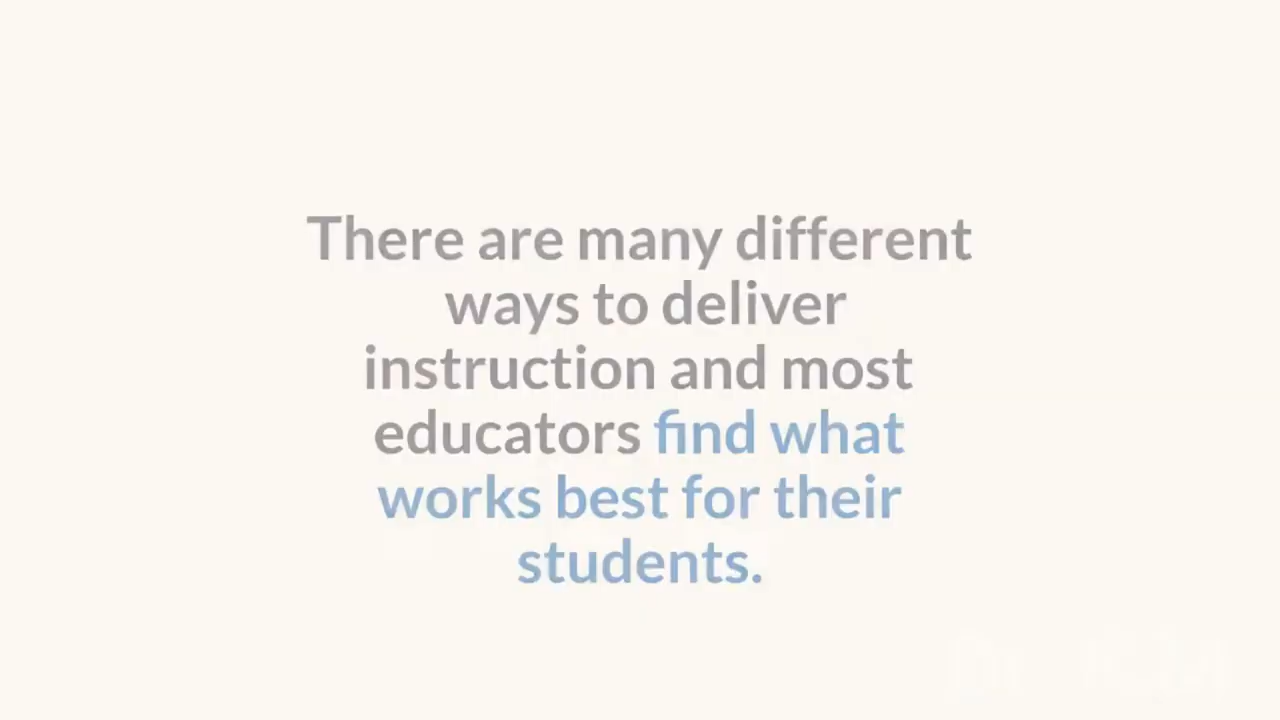 There are many different
ways to deliver
instruction and most
educators find what
works best for their
students.